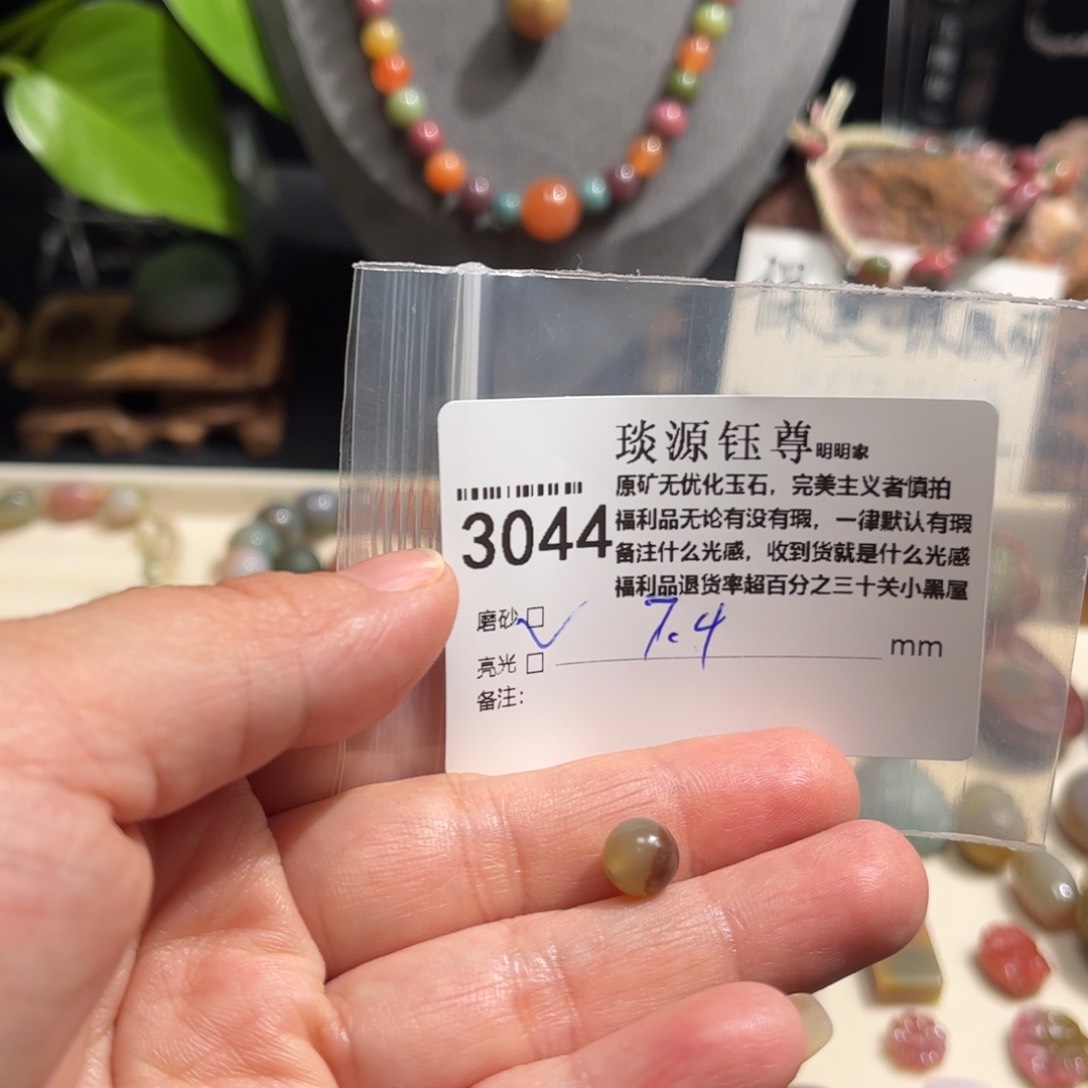 琰源钰尊明明家
原矿无优化玉石，完美主义者慎拍
3044
福利品无论有没有瑕，一律默认有瑕
备注什么光感，收到货就是什么光感
福利品退货率超百分之三十关小黑屋
磨砂□ ✓ 7.4 mm
亮光□
备注：